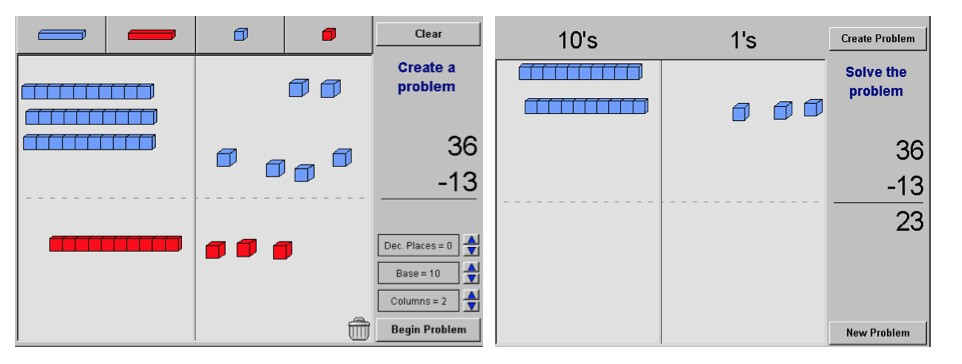 Clear
Create a
problem
36
-13
Dec. Places = 0
Base = 10
Columns = 2
Begin Problem
10's 1's
Create Problem
Solve the
problem
36
-13
23
New Problem